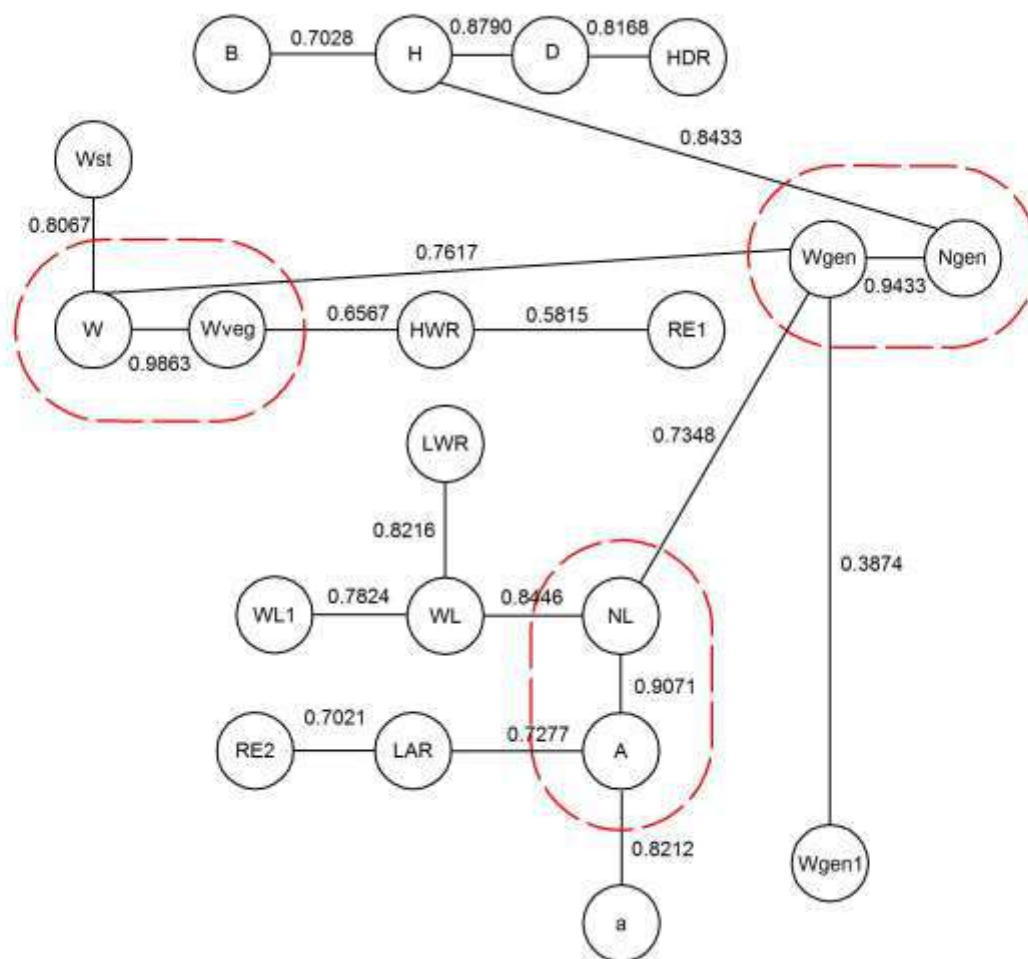 B 0.7028 H 0.8790 D 0.8168 HDR
Wst
0.8433
0.8067
0.7617
Wgen 0.9433 Ngen
W 0.9863 Wveg 0.6567 HWR 0.5815 RE1
LWR
0.7348
0.8216
0.3874
WL1 0.7824 WL 0.8446 NL
0.9071
RE2 0.7021 LAR 0.7277 A
0.8212
Wgen1
a